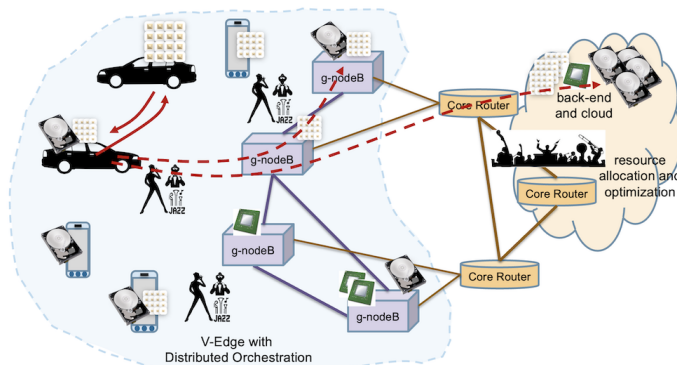 g-nodeB
Core Router
back-end
and cloud
JAZZ
g-nodeB
resource
allocation and
optimization
JAZZ
Core Router
g-nodeB
Core Router
JAZZ
g-nodeB
V-Edge with
Distributed Orchestration